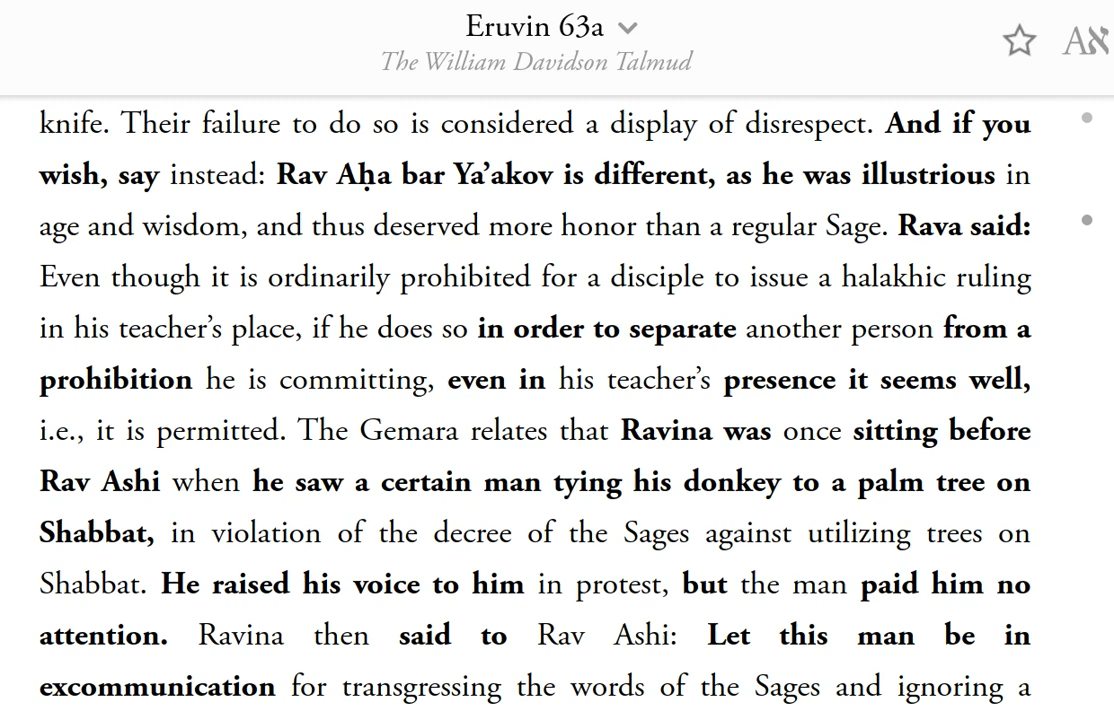 Eruvin 63a
The William Davidson Talmud
Aא
knife. Their failure to do so is considered a display of disrespect. And if you
wish, say instead: Rav Aḥa bar Ya’akov is different, as he was illustrious in
age and wisdom, and thus deserved more honor than a regular Sage. Rava said:
Even though it is ordinarily prohibited for a disciple to issue a halakhic ruling
in his teacher’s place, if he does so in order to separate another person from a
prohibition he is committing, even in his teacher’s presence it seems well,
i.e., it is permitted. The Gemara relates that Ravina was once sitting before
Rav Ashi when he saw a certain man tying his donkey to a palm tree on
Shabbat, in violation of the decree of the Sages against utilizing trees on
Shabbat. He raised his voice to him in protest, but the man paid him no
attention. Ravina then said to Rav Ashi: Let this man be in
excommunication for transgressing the words of the Sages and ignoring a